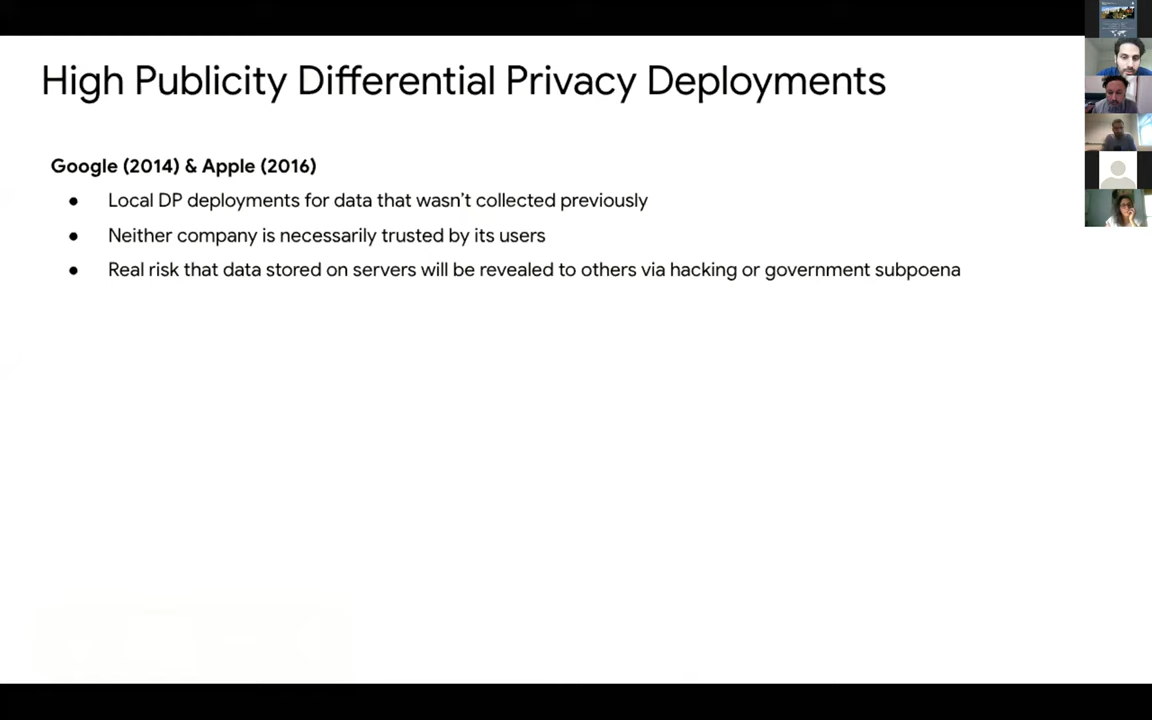 High Publicity Differential Privacy Deployments
Google (2014) & Apple (2016)
● Local DP deployments for data that wasn't collected previously
● Neither company is necessarily trusted by its users
● Real risk that data stored on servers will be revealed to others via hacking or government subpoena